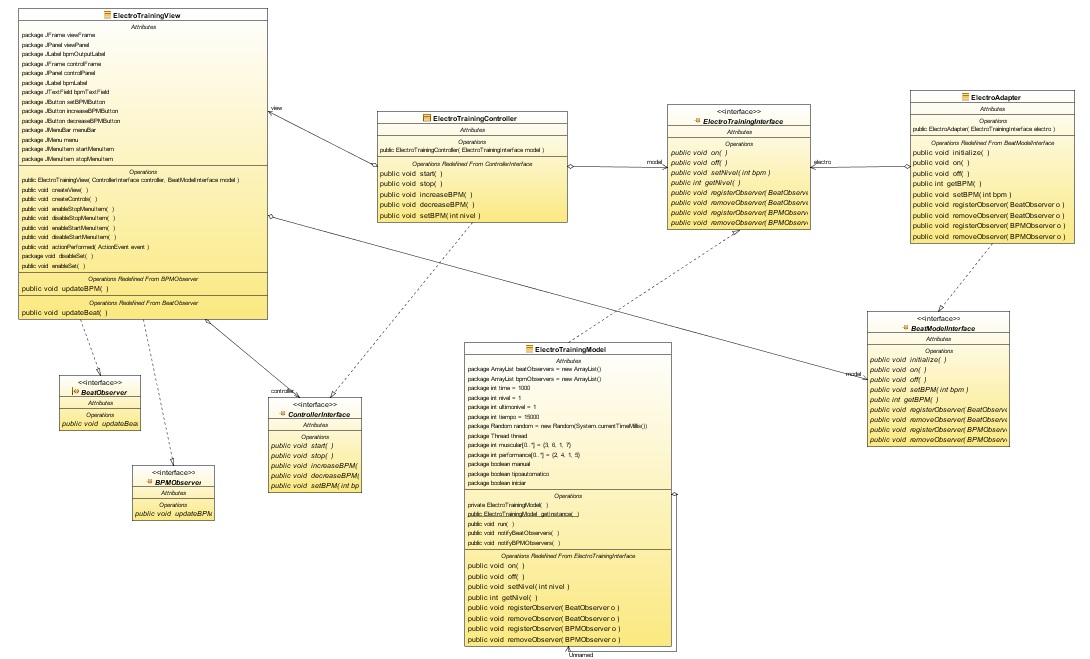 ElectroTrainingView
Attributes
package JFrame viewFrame
package JPanel viewPanel
package JLabel bpmOutputLabel
package JFrame controlFrame
package JPanel controlPanel
package JLabel bpmLabel
package JTextField bpmTextField
package JButton setBPMButton
package JButton increaseBPMButton
package JButton decreaseBPMButton
package JMenuBar menuBar
package JMenu menu
package JMenuItem startMenuItem
package JMenuItem stopMenuItem
Operations
public ElectroTrainingView( ControllerInterface controller, BeatModelInterface model )
public void createView( )
public void createControls( )
public void enableStopMenuItem( )
public void disableStopMenuItem( )
public void enableStartMenuItem( )
public void disableStartMenuItem( )
public void actionPerformed( ActionEvent event )
package void disableSet( )
public void enableSet( )
Operations Redefined From BPMObserver
public void updateBPM( )
Operations Redefined From BeatObserver
public void updateBeat( )
view
ElectroTrainingController
Attributes
Operations
public ElectroTrainingController( ElectroTrainingInterface model )
Operations Redefined From ControllerInterface
public void start( )
public void stop( )
public void increaseBPM( )
public void decreaseBPM( )
public void setBPM( int nivel )
model
<<interface>>
ElectroTrainingInterface
Attributes
Operations
public void on( )
public void off( )
public void setNivel( int bpm )
public int getNivel( )
public void registerObserver( BeatObserve
public void removeObserver( BeatObserve
public void registerObserver( BPMObserv
public void removeObserver( BPMObserv
electro
ElectroAdapter
Attributes
Operations
public ElectroAdapter( ElectroTrainingInterface electro )
Operations Redefined From BeatModelInterface
public void initialize( )
public void on( )
public void off( )
public int getBPM( )
public void setBPM( int bpm )
public void registerObserver( BeatObserver o )
public void removeObserver( BeatObserver o )
public void registerObserver( BPMObserver o )
public void removeObserver( BPMObserver o )
<<interface>>
BeatModelInterface
Attributes
Operations
public void initialize( )
public void on( )
public void off( )
public void setBPM( int bpm )
public int getBPM( )
public void registerObserver( BeatObserve
public void removeObserver( BeatObserve
public void registerObserver( BPMObserv
public void removeObserver( BPMObserv
model
<<interface>>
BeatObserver
Attributes
Operations
public void updateBeat
<<interface>>
BPMObserver
Attributes
Operations
public void updateBPM
controller
<<interface>>
ControllerInterface
Attributes
Operations
public void start( )
public void stop( )
public void increaseBPM(
public void decreaseBPM(
public void setBPM( int bp
ElectroTrainingModel
Attributes
package ArrayList beatObservers = new ArrayList()
package ArrayList bpmObservers = new ArrayList()
package int time = 1000
package int nivel = 1
package int ultimonivel = 1
package int tiempo = 15000
package Random random = new Random(System.currentTimeMillis())
package Thread thread
package int muscular[0..*] = {3, 6, 1, 7}
package int performance[0..*] = {2, 4, 1, 5}
package boolean manual
package boolean tipoautomatico
package boolean iniciar
Operations
private ElectroTrainingModel( )
public ElectroTrainingModel getInstance( )
public void run( )
public void notifyBeatObservers( )
public void notifyBPMObservers( )
Operations Redefined From ElectroTrainingInterface
public void on( )
public void off( )
public void setNivel( int nivel )
public int getNivel( )
public void registerObserver( BeatObserver o )
public void removeObserver( BeatObserver o )
public void registerObserver( BPMObserver o )
public void removeObserver( BPMObserver o )
Unnamed